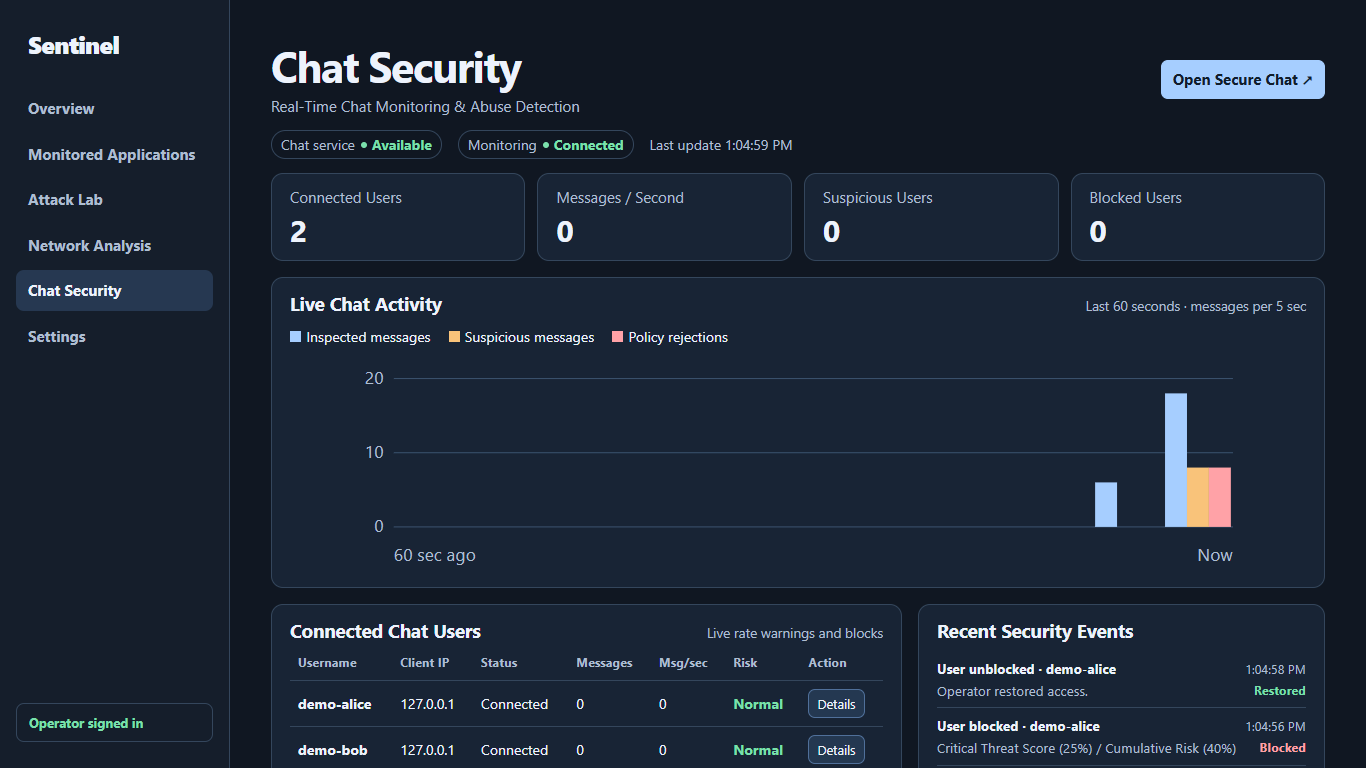 Sentinel
Overview
Monitored Applications
Attack Lab
Network Analysis
Chat Security
Settings
Operator signed in
Chat Security
Real-Time Chat Monitoring & Abuse Detection
Open Secure Chat ↗
Chat service • Available
Monitoring • Connected
Last update 1:04:59 PM
Connected Users
2
Messages / Second
0
Suspicious Users
0
Blocked Users
0
Live Chat Activity
Last 60 seconds · messages per 5 sec
Inspected messages
Suspicious messages
Policy rejections
20
10
0
60 sec ago
Now
Connected Chat Users
Live rate warnings and blocks
Username Client IP Status Messages Msg/sec Risk Action
demo-alice 127.0.0.1 Connected 0 0 Normal Details
demo-bob 127.0.0.1 Connected 0 0 Normal Details
Recent Security Events
User unblocked · demo-alice 1:04:58 PM
Operator restored access. Restored
User blocked · demo-alice 1:04:56 PM
Critical Threat Score (25%) / Cumulative Risk (40%) Blocked